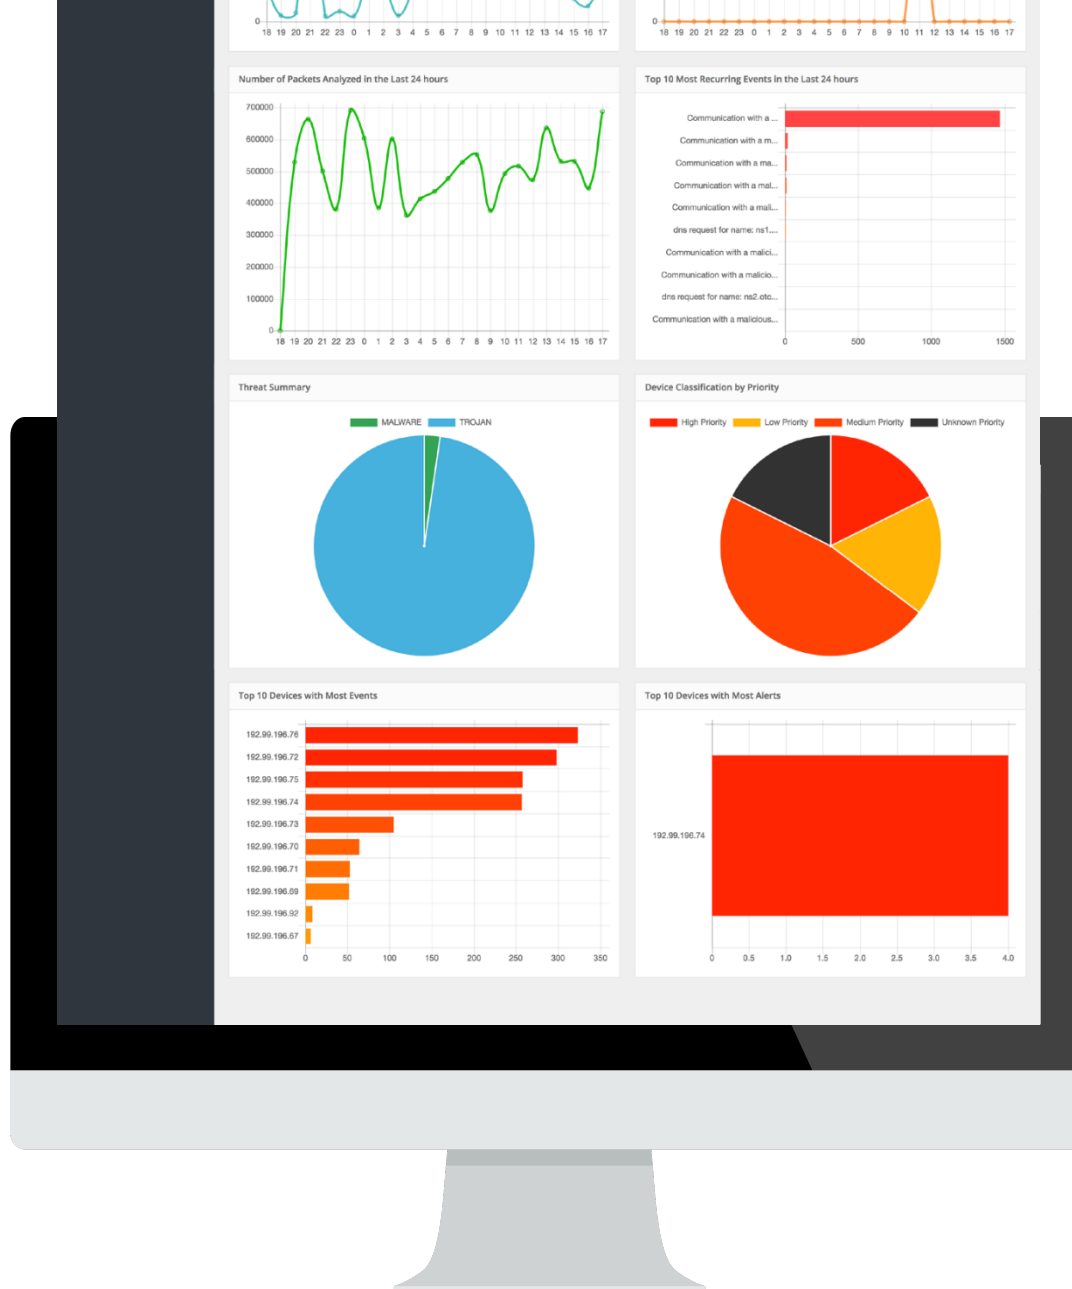 0
18 19 20 21 22 23 0 1 2 3 4 5 6 7 8 9 10 11 12 13 14 15 16 17
0
18 19 20 21 22 23 0 1 2 3 4 5 6 7 8 9 10 11 12 13 14 15 16 17
Number of Packets Analyzed in the Last 24 hours
700000
600000
500000
400000
300000
200000
100000
0
18 19 20 21 22 23 0 1 2 3 4 5 6 7 8 9 10 11 12 13 14 15 16 17
Top 10 Most Recurring Events in the Last 24 hours
Communication with a ...
Communication with a m...
Communication with a ma...
Communication with a mal...
Communication with a mali...
dns request for name: ns1....
Communication with a malici...
Communication with a malicio...
dns request for name: ns2.otc...
Communication with a malicious...
0 500 1000 1500
Threat Summary
MALWARE TROJAN
Device Classification by Priority
High Priority Low Priority Medium Priority Unknown Priority
Top 10 Devices with Most Events
192.99.196.76
192.99.196.72
192.99.196.75
192.99.196.74
192.99.196.73
192.99.196.70
192.99.196.71
192.99.196.69
192.99.196.92
192.99.196.67
0 50 100 150 200 250 300 350
Top 10 Devices with Most Alerts
192.99.196.74
0 0.5 1.0 1.5 2.0 2.5 3.0 3.5 4.0